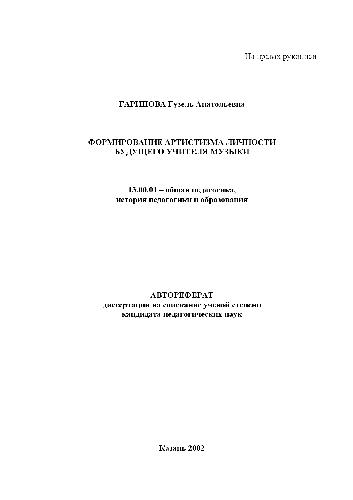 На правах рукописи
ГАРИПОВА Гузель Анатольевна
ФОРМИРОВАНИЕ АРТИСТИЗМА ЛИЧНОСТИ
БУДУЩЕГО УЧИТЕЛЯ МУЗЫКИ
13.00.01 – общая педагогика,
история педагогики и образования
АВТОРЕФЕРАТ
диссертации на соискание ученой степени
кандидата педагогических наук
Казань 2002